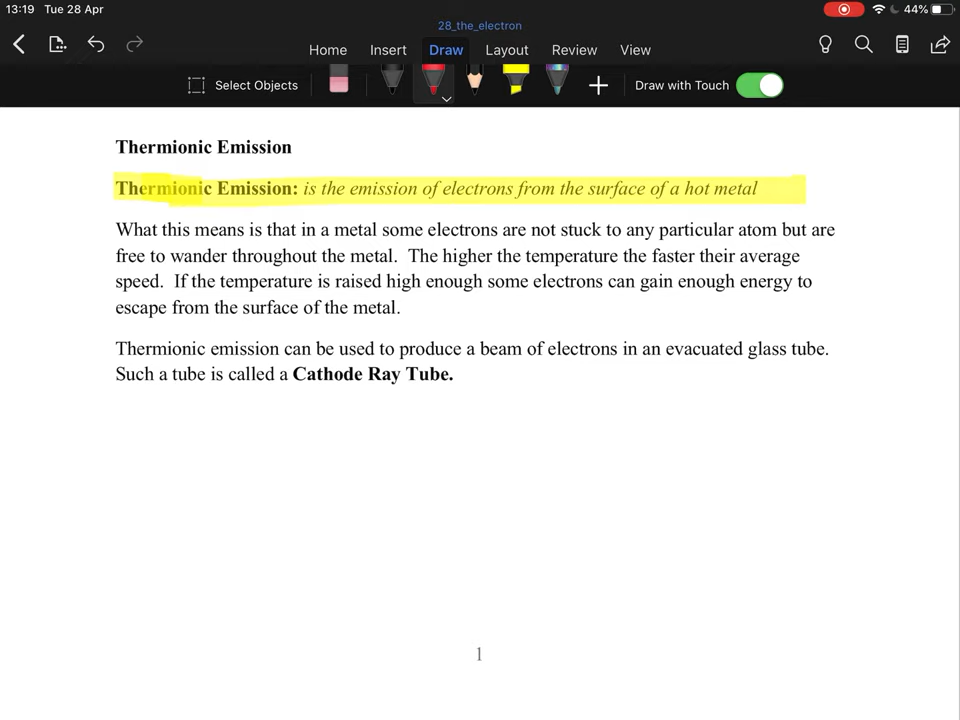 13:19 Tue 28 Apr 44%
28_the_electron
Home Insert Draw Layout Review View
Select Objects Draw with Touch
Thermionic Emission
Thermionic Emission: is the emission of electrons from the surface of a hot metal
What this means is that in a metal some electrons are not stuck to any particular atom but are
free to wander throughout the metal.  The higher the temperature the faster their average
speed.  If the temperature is raised high enough some electrons can gain enough energy to
escape from the surface of the metal.
Thermionic emission can be used to produce a beam of electrons in an evacuated glass tube.
Such a tube is called a Cathode Ray Tube.
1